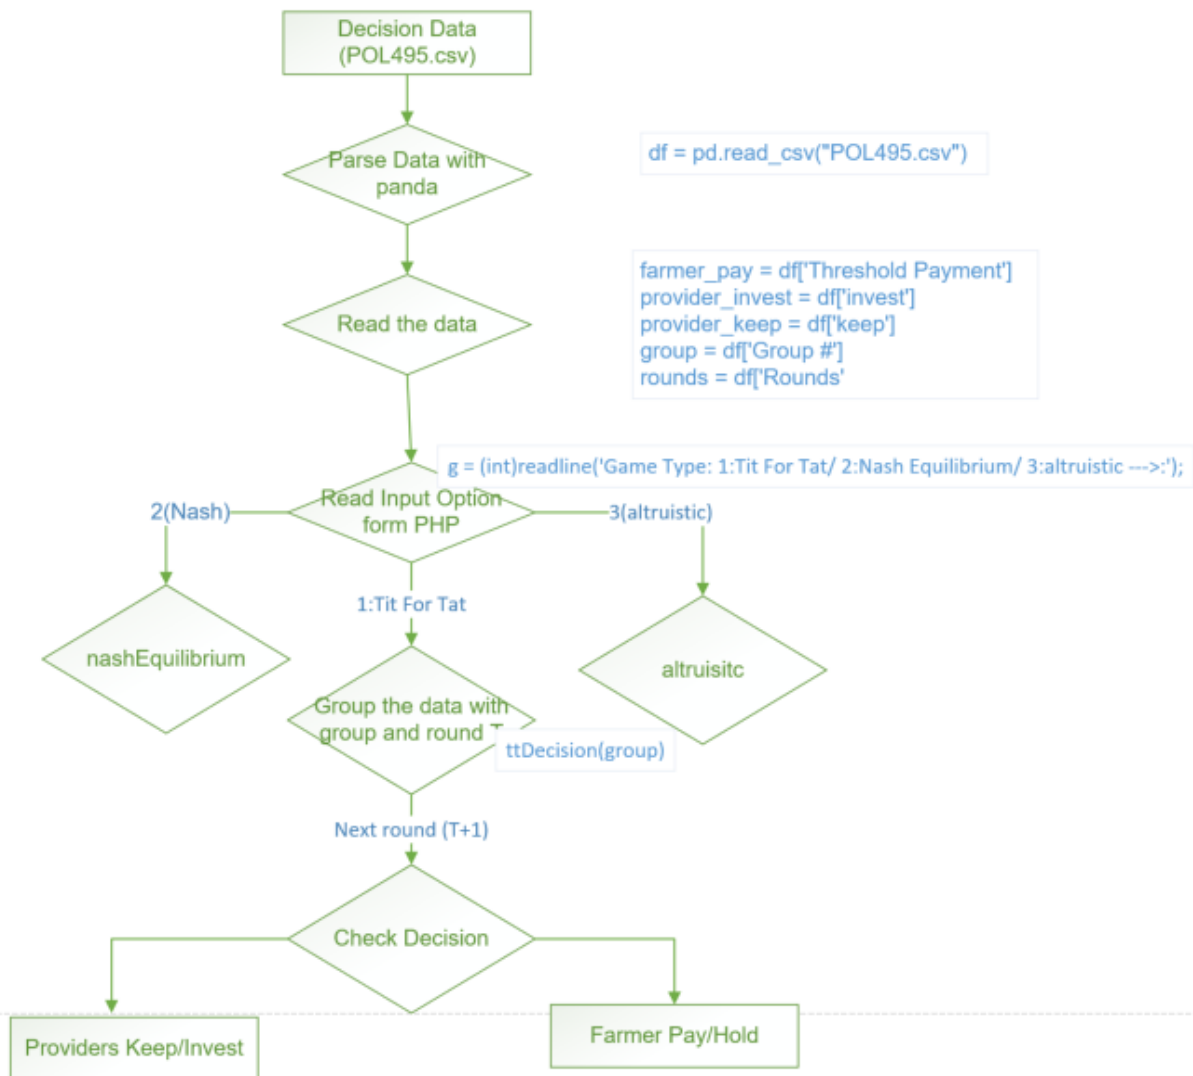 Decision Data
(POL495.csv)
Parse Data with
panda
df = pd.read_csv("POL495.csv")
Read the data
farmer_pay = df['Threshold Payment']
provider_invest = df['invest']
provider_keep = df['keep']
group = df['Group #']
rounds = df['Rounds'
g = (int)readline('Game Type: 1:Tit For Tat/ 2:Nash Equilibrium/ 3:altruistic --->:');
Read Input Option
form PHP
2(Nash)
3(altruistic)
1:Tit For Tat
nashEquilibrium
altruisitc
Group the data with
group and round T
ttDecision(group)
Next round (T+1)
Check Decision
Providers Keep/Invest
Farmer Pay/Hold